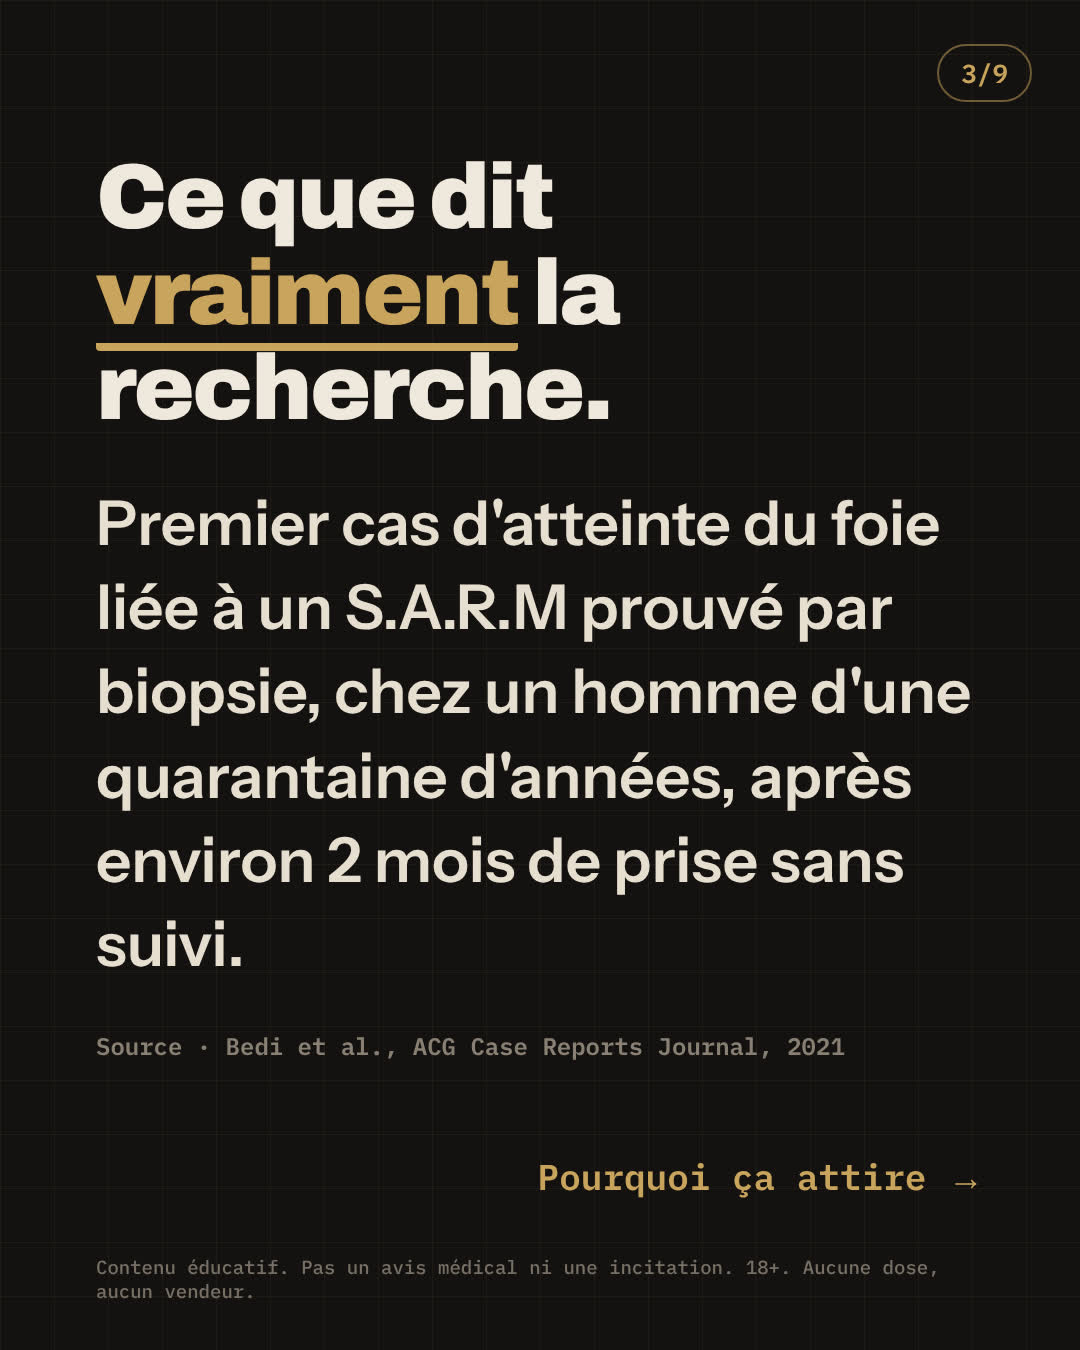 3/9
Ce que dit
vraiment la
recherche.
Premier cas d'atteinte du foie
liée à un S.A.R.M prouvé par
biopsie, chez un homme d'une
quarantaine d'années, après
environ 2 mois de prise sans
suivi.
Source · Bedi et al., ACG Case Reports Journal, 2021
Pourquoi ça attire →
Contenu éducatif. Pas un avis médical ni une incitation. 18+. Aucune dose,
aucun vendeur.